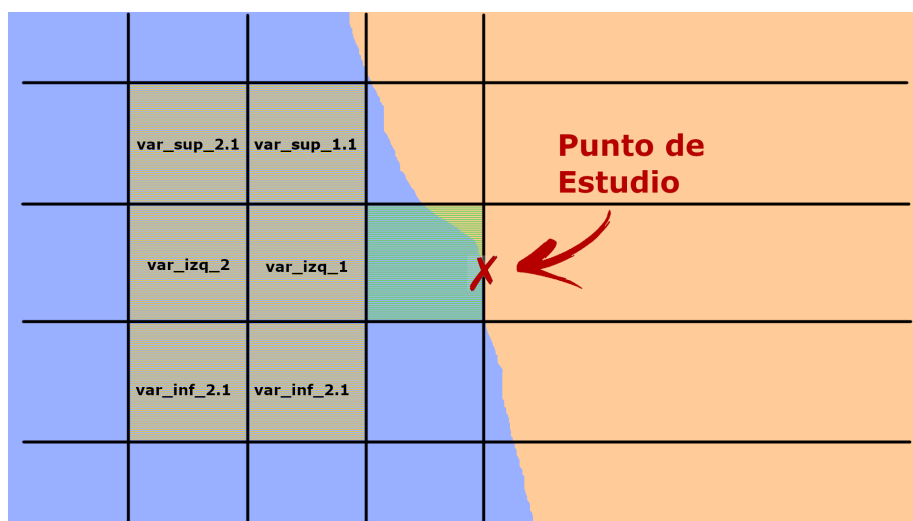 var_sup_2.1 var_sup_1.1
Punto de
Estudio
var_izq_2 var_izq_1
X
var_inf_2.1 var_inf_2.1